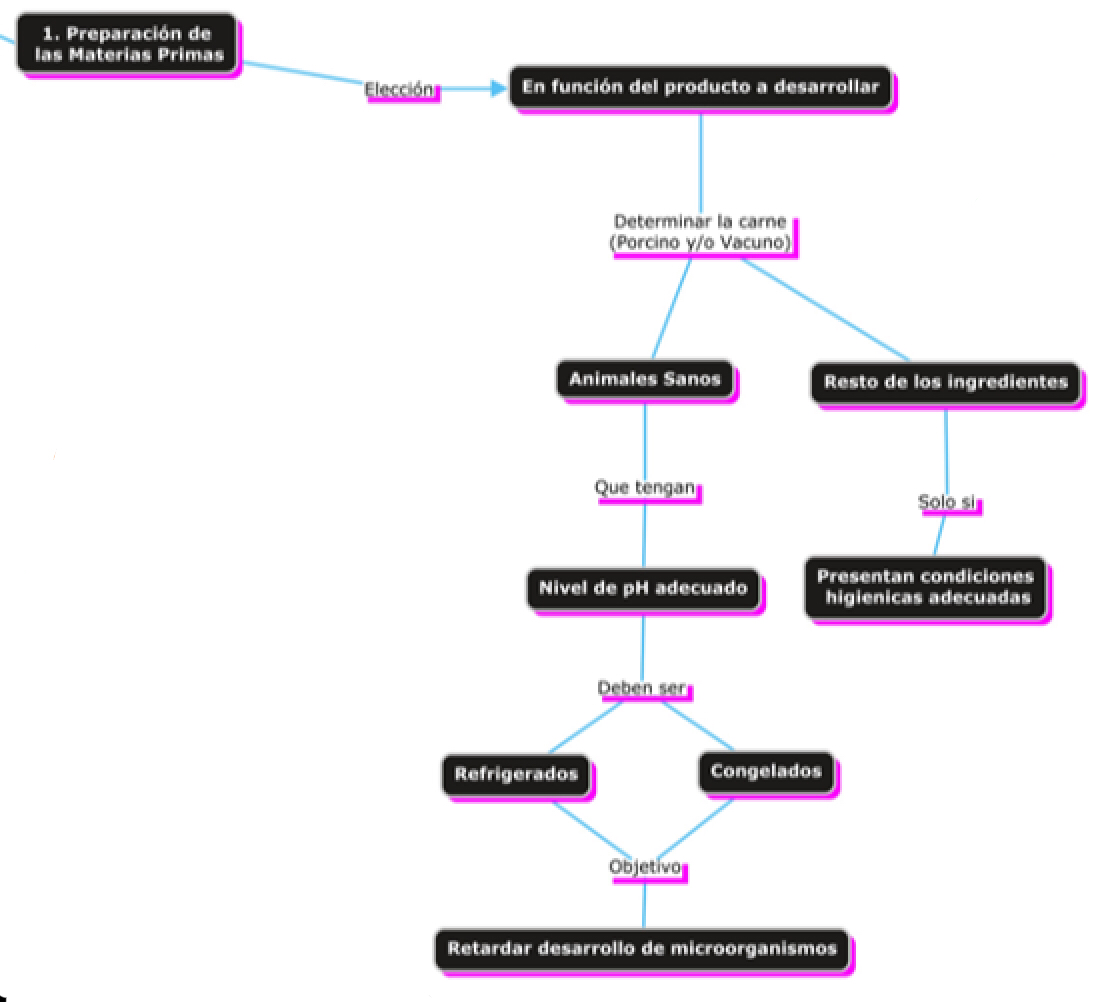 1. Preparación de
las Materias Primas
Elección
En función del producto a desarrollar
Determinar la carne
(Porcino y/o Vacuno)
Animales Sanos
Resto de los ingredientes
Que tengan
Solo si
Nivel de pH adecuado
Presentan condiciones
higienicas adecuadas
Deben ser
Refrigerados
Congelados
Objetivo
Retardar desarrollo de microorganismos